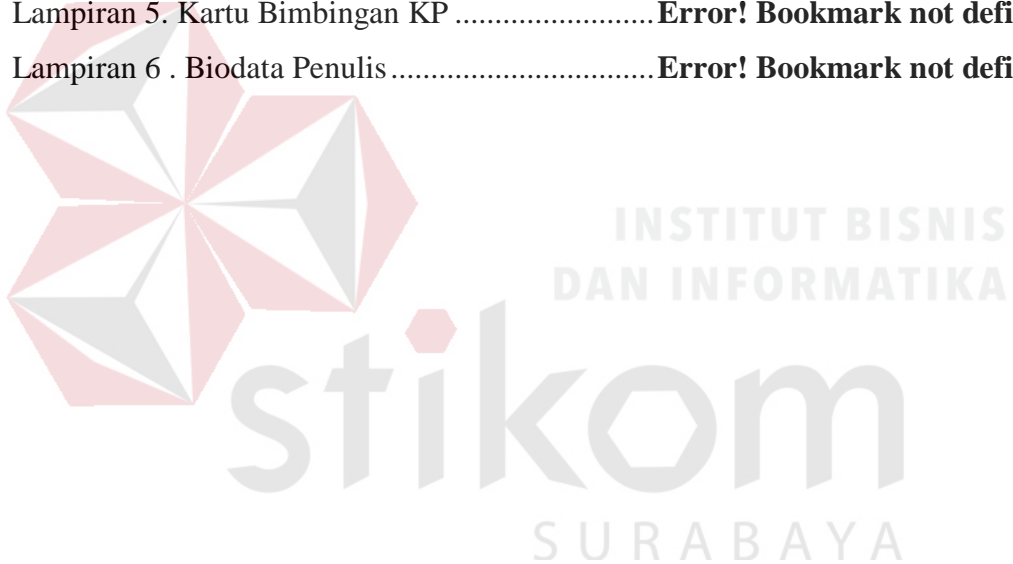 Lampiran 5. Kartu Bimbingan KP ........................Error! Bookmark not defi
Lampiran 6 . Biodata Penulis.............................Error! Bookmark not defi
INSTITUT BISNIS
DAN INFORMATIKA
stikom
SURABAYA